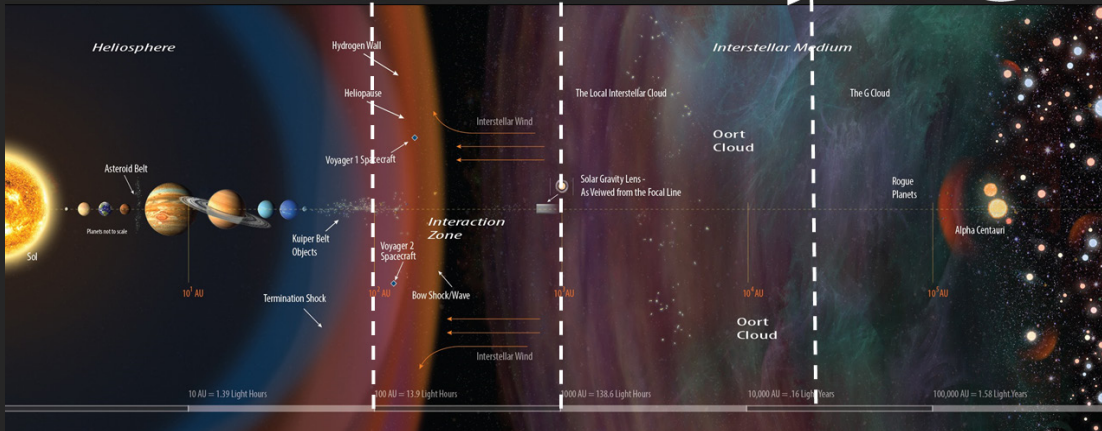 Heliosphere
Interstellar Medium
Hydrogen Wall
Heliopause
The Local Interstellar Cloud
The G Cloud
Interstellar Wind
Oort
Cloud
Voyager 1 Spacecraft
Asteroid Belt
Solar Gravity Lens -
As Veiwed from the Focal Line
Rogue
Planets
Planets not to scale
Interaction
Zone
Alpha Centauri
Kuiper Belt
Objects
Voyager 2
Spacecraft
Sol
10¹ AU
AU
AU
10⁴ AU
AU
Termination Shock
Bow Shock/Wave
Oort
Cloud
Interstellar Wind
10 AU = 1.39 Light Hours
100 AU = 13.9 Light Hours
1000 AU = 138.6 Light Hours
10,000 AU = .16 Light Years
100,000 AU = 1.58 Light Years